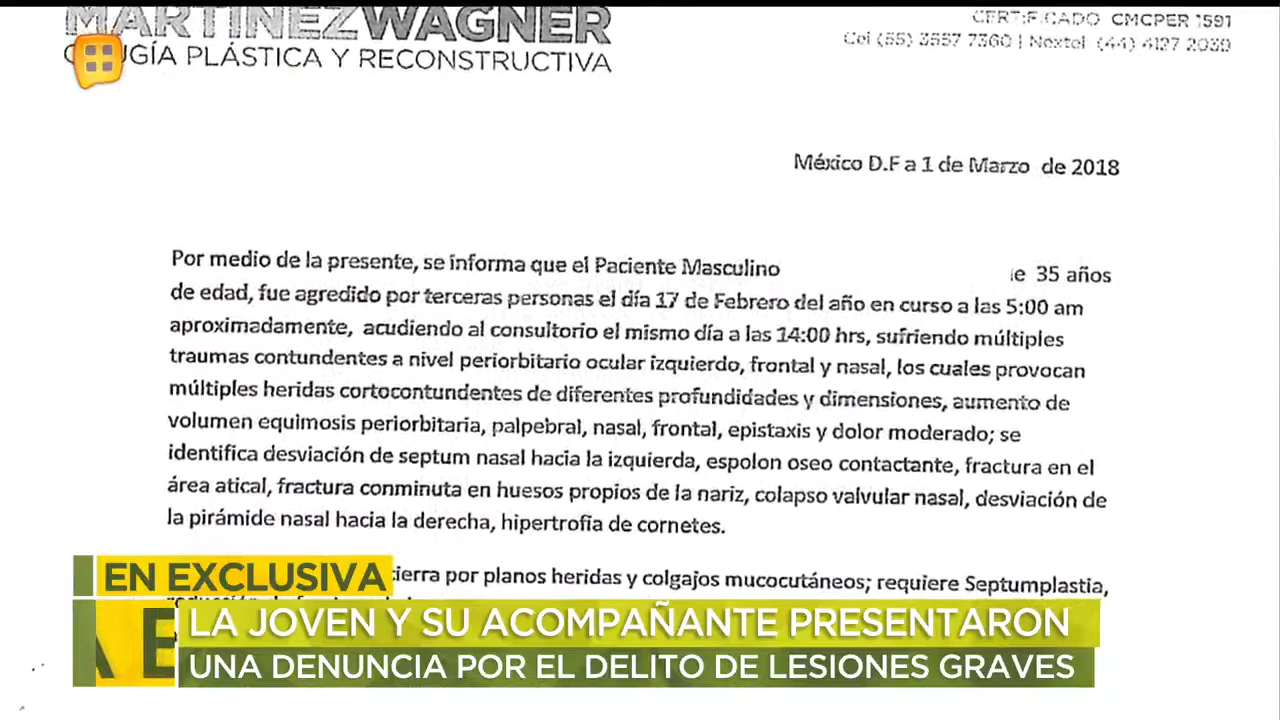 MARTINEZWAGNER
CIRUGÍA PLÁSTICA Y RECONSTRUCTIVA
CERTIFICADO CMCPER 1591
Cel (55) 3557 7360 | Nextel (44) 4127 2039
México D.F a 1 de Marzo de 2018
Por medio de la presente, se informa que el Paciente Masculino 35 años
de edad, fue agredido por terceras personas el día 17 de Febrero del año en curso a las 5:00 am
aproximadamente, acudiendo al consultorio el mismo día a las 14:00 hrs, sufriendo múltiples
traumas contundentes a nivel periorbitario ocular izquierdo, frontal y nasal, los cuales provocan
múltiples heridas cortocontundentes de diferentes profundidades y dimensiones, aumento de
volumen equimosis periorbitaria, palpebral, nasal, frontal, epistaxis y dolor moderado; se
identifica desviación de septum nasal hacia la izquierda, espolon oseo contactante, fractura en el
área atical, fractura conminuta en huesos propios de la nariz, colapso valvular nasal, desviación de
la pirámide nasal hacia la derecha, hipertrofia de cornetes.
cierra por planos heridas y colgajos mucocutáneos; requiere Septumplastia,
EN EXCLUSIVA
LA JOVEN Y SU ACOMPAÑANTE PRESENTARON
UNA DENUNCIA POR EL DELITO DE LESIONES GRAVES